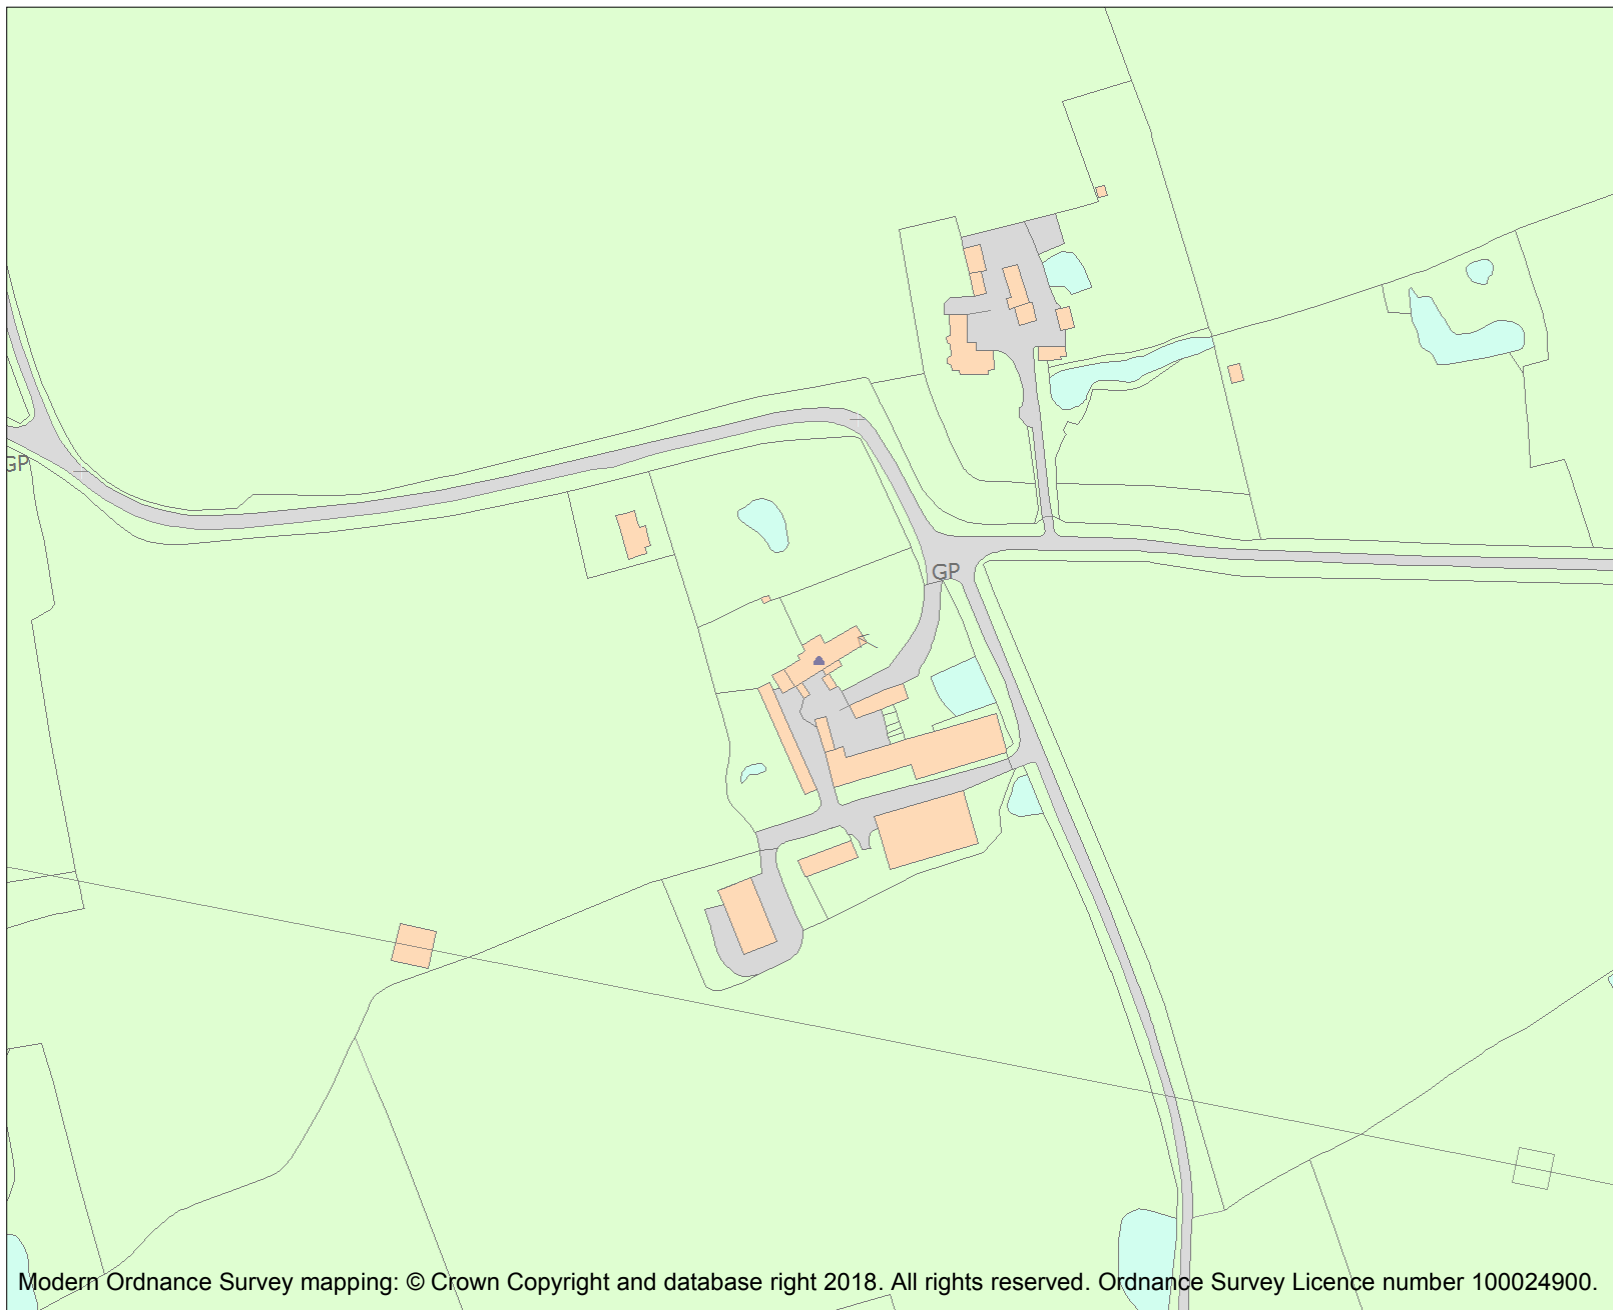 GP
GP
Modern Ordnance Survey mapping: © Crown Copyright and database right 2018. All rights reserved. Ordnance Survey Licence number 100024900.